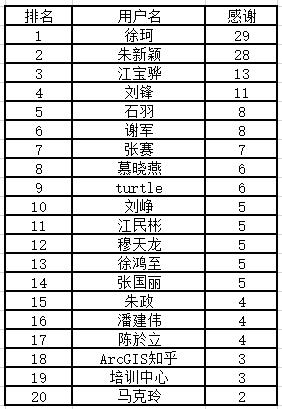 排名 用户名 感谢
1 徐珂 29
2 朱新颖 28
3 江宝骅 13
4 刘锋 11
5 石羽 8
6 谢军 8
7 张赛 7
8 慕晓燕 6
9 turtle 6
10 刘峥 5
11 江民彬 5
12 穆天龙 5
13 徐鸿至 5
14 张国丽 5
15 朱政 4
16 潘建伟 4
17 陈於立 4
18 ArcGIS知乎 3
19 培训中心 3
20 马克玲 2